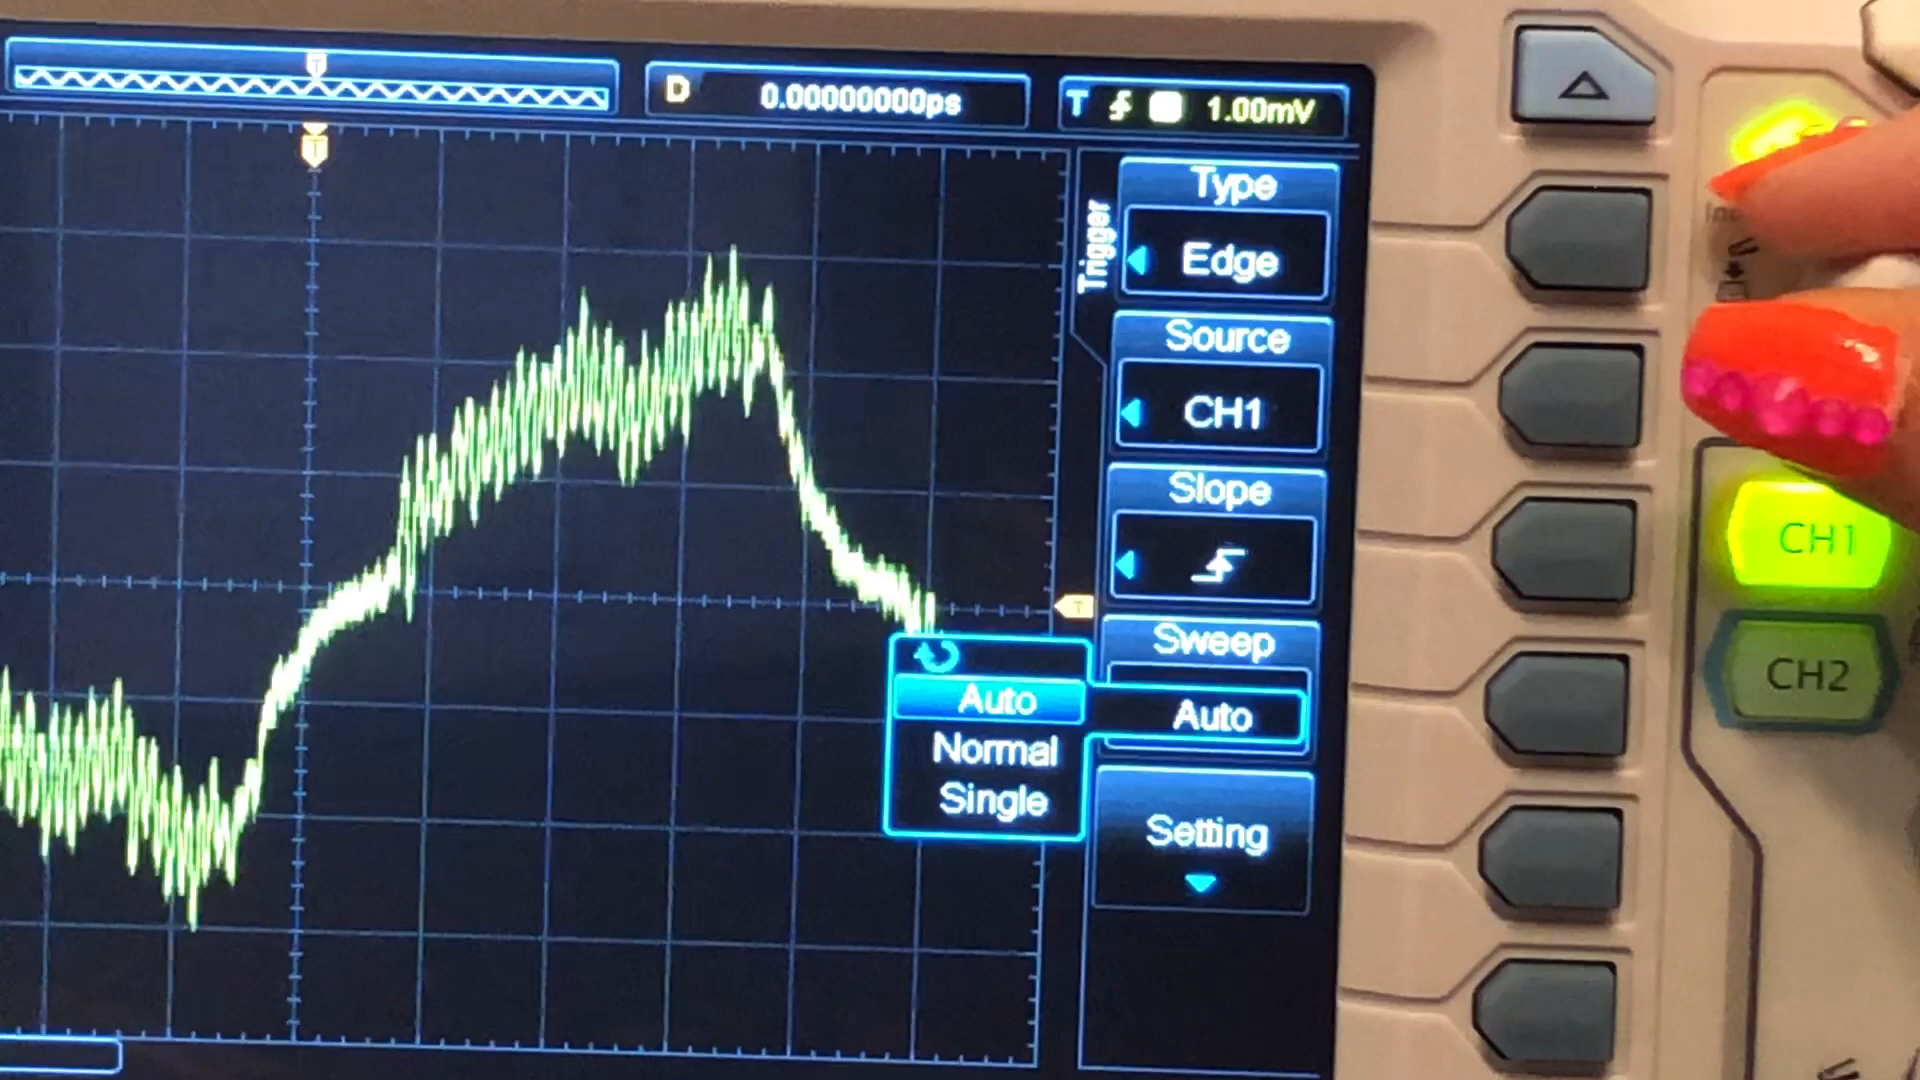 T
D 0.00000000ps
T 1.00mV
T
Trigger
Type
Edge
Source
CH1
Slope
Sweep
Auto
T
Auto
Normal
Single
Setting
CH1
CH2